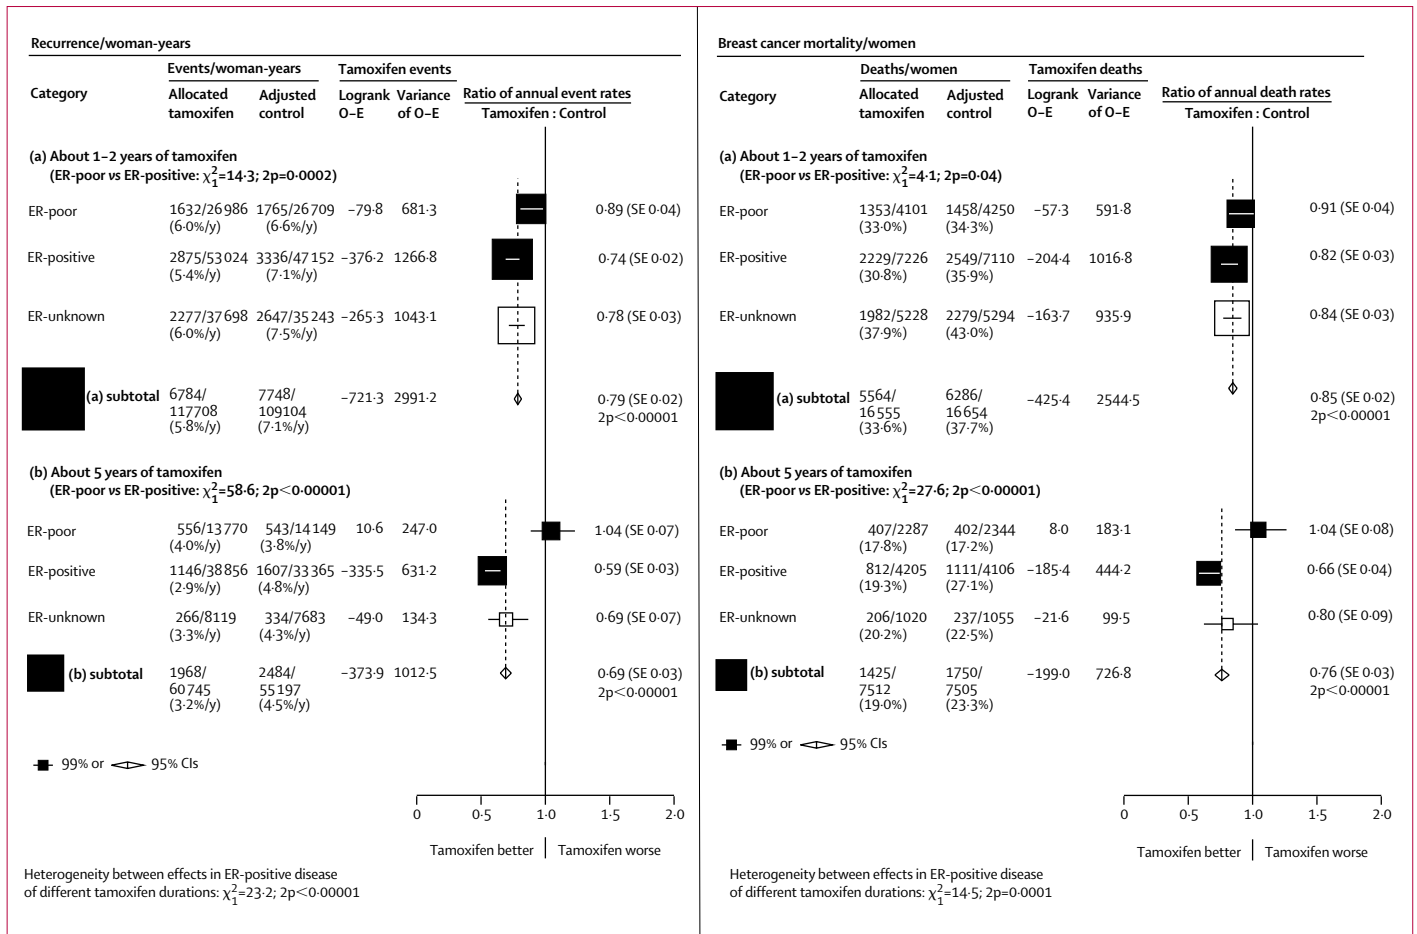 Recurrence/woman-years
Events/woman-years Tamoxifen events
Category Allocated tamoxifen Adjusted control Logrank O–E Variance of O–E Ratio of annual event rates
Tamoxifen : Control
(a) About 1–2 years of tamoxifen
(ER-poor vs ER-positive: χ²₁=14·3; 2p=0·0002)
ER-poor 1632/26 986 1765/26 709 –79·8 681·3 0·89 (SE 0·04)
(6·0%/y) (6·6%/y)
ER-positive 2875/53 024 3336/47 152 –376·2 1266·8 0·74 (SE 0·02)
(5·4%/y) (7·1%/y)
ER-unknown 2277/37 698 2647/35 243 –265·3 1043·1 0·78 (SE 0·03)
(6·0%/y) (7·5%/y)
(a) subtotal 6784/ 7748/ –721·3 2991·2 0·79 (SE 0·02)
117708 109104 2p<0·00001
(5·8%/y) (7·1%/y)
(b) About 5 years of tamoxifen
(ER-poor vs ER-positive: χ²₁=58·6; 2p<0·00001)
ER-poor 556/13 770 543/14 149 10·6 247·0 1·04 (SE 0·07)
(4·0%/y) (3·8%/y)
ER-positive 1146/38 856 1607/33 365 –335·5 631·2 0·59 (SE 0·03)
(2·9%/y) (4·8%/y)
ER-unknown 266/8119 334/7683 –49·0 134·3 0·69 (SE 0·07)
(3·3%/y) (4·3%/y)
(b) subtotal 1968/ 2484/ –373·9 1012·5 0·69 (SE 0·03)
60 745 55 197 2p<0·00001
(3·2%/y) (4·5%/y)
99% or 95% CIs
0 0·5 1·0 1·5 2·0
Tamoxifen better Tamoxifen worse
Heterogeneity between effects in ER-positive disease
of different tamoxifen durations: χ²₁=23·2; 2p<0·00001
Breast cancer mortality/women
Deaths/women Tamoxifen deaths
Category Allocated tamoxifen Adjusted control Logrank O–E Variance of O–E Ratio of annual death rates
Tamoxifen : Control
(a) About 1–2 years of tamoxifen
(ER-poor vs ER-positive: χ²₁=4·1; 2p=0·04)
ER-poor 1353/4101 1458/4250 –57·3 591·8 0·91 (SE 0·04)
(33·0%) (34·3%)
ER-positive 2229/7226 2549/7110 –204·4 1016·8 0·82 (SE 0·03)
(30·8%) (35·9%)
ER-unknown 1982/5228 2279/5294 –163·7 935·9 0·84 (SE 0·03)
(37·9%) (43·0%)
(a) subtotal 5564/ 6286/ –425·4 2544·5 0·85 (SE 0·02)
16 555 16 654 2p<0·00001
(33·6%) (37·7%)
(b) About 5 years of tamoxifen
(ER-poor vs ER-positive: χ²₁=27·6; 2p<0·00001)
ER-poor 407/2287 402/2344 8·0 183·1 1·04 (SE 0·08)
(17·8%) (17·2%)
ER-positive 812/4205 1111/4106 –185·4 444·2 0·66 (SE 0·04)
(19·3%) (27·1%)
ER-unknown 206/1020 237/1055 –21·6 99·5 0·80 (SE 0·09)
(20·2%) (22·5%)
(b) subtotal 1425/ 1750/ –199·0 726·8 0·76 (SE 0·03)
7512 7505 2p<0·00001
(19·0%) (23·3%)
99% or 95% CIs
0 0·5 1·0 1·5 2·0
Tamoxifen better Tamoxifen worse
Heterogeneity between effects in ER-positive disease
of different tamoxifen durations: χ²₁=14·5; 2p=0·0001